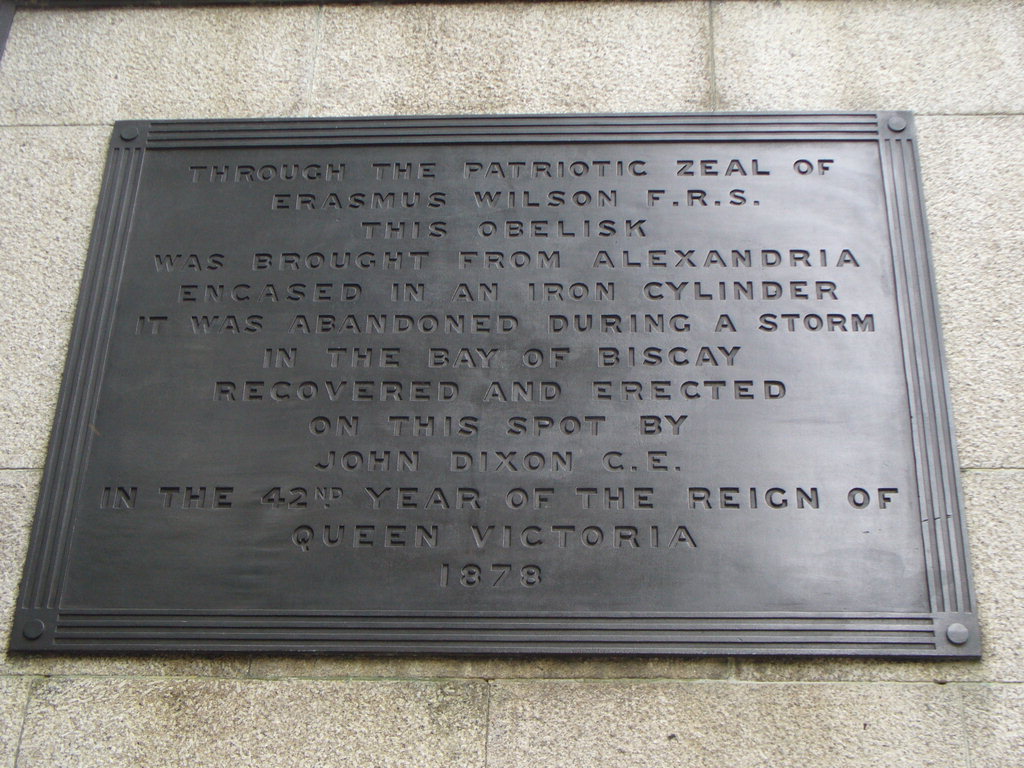 THROUGH THE PATRIOTIC ZEAL OF
ERASMUS WILSON F.R.S.
THIS OBELISK
WAS BROUGHT FROM ALEXANDRIA
ENCASED IN AN IRON CYLINDER
IT WAS ABANDONED DURING A STORM
IN THE BAY OF BISCAY
RECOVERED AND ERECTED
ON THIS SPOT BY
JOHN DIXON C.E.
IN THE 42ND YEAR OF THE REIGN OF
QUEEN VICTORIA
1878